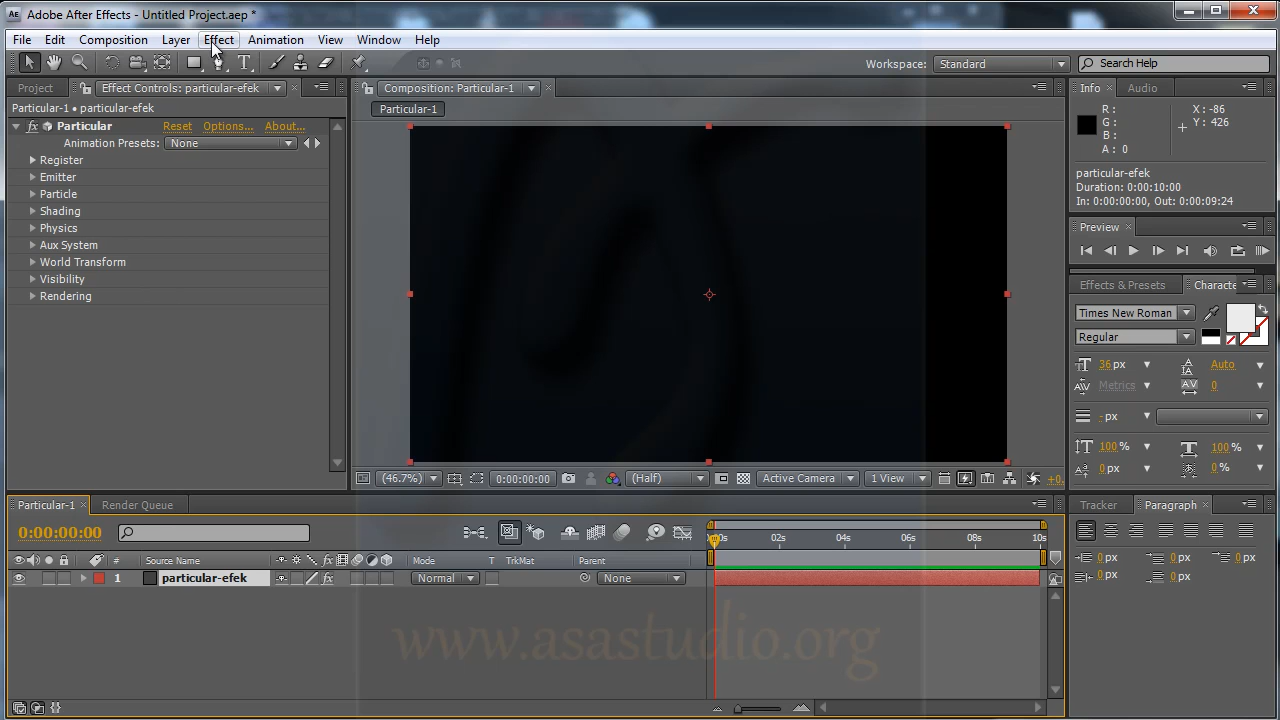 Adobe After Effects - Untitled Project.aep *
File Edit Composition Layer Effect Animation View Window Help
Workspace: Standard Search Help
Project Effect Controls: particular-efek Composition: Particular-1 Info Audio
Particular-1 • particular-efek
Particular-1
Particular Reset Options... About...
Animation Presets: None
Register
Emitter
Particle
Shading
Physics
Aux System
World Transform
Visibility
Rendering
R:
G:
B:
A: 0
X: -86
Y: 426
particular-efek
Duration: 0:00:10:00
In: 0:00:00:00, Out: 0:00:09:24
Preview
Effects & Presets Characte
Times New Roman
Regular
36 px Auto
Metrics 0
- px
100 % 100 %
0 px 0 %
(46.7%) 0:00:00:00 (Half) Active Camera 1 View +0.
Particular-1 Render Queue
Tracker Paragraph
0:00:00:00
02s 04s 06s 08s 10s
# Source Name Mode T TrkMat Parent
1 particular-efek Normal None
0 px 0 px 0 px
0 px 0 px
www.asastudio.org